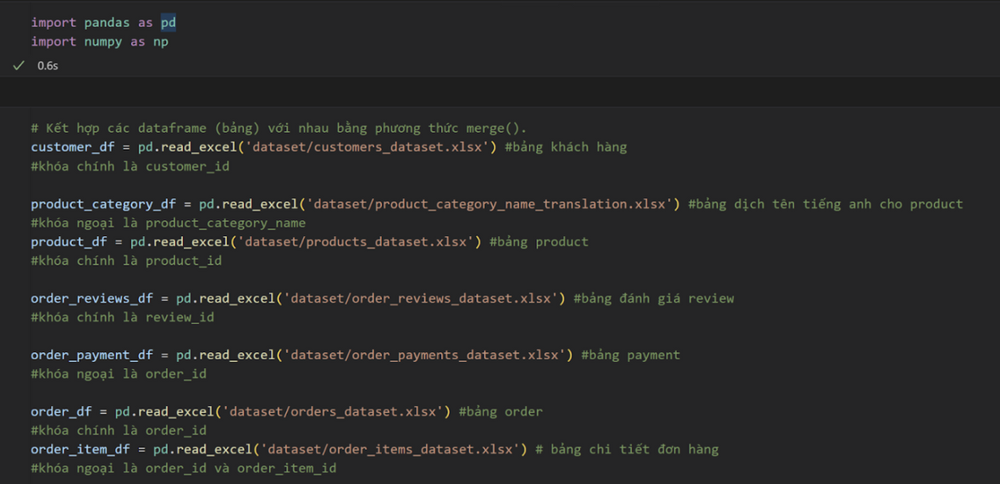 import pandas as pd
import numpy as np
0.6s
# Kết hợp các dataframe (bảng) với nhau bằng phương thức merge().
customer_df = pd.read_excel('dataset/customers_dataset.xlsx') #bảng khách hàng
#khóa chính là customer_id
product_category_df = pd.read_excel('dataset/product_category_name_translation.xlsx') #bảng dịch tên tiếng anh cho product
#khóa ngoại là product_category_name
product_df = pd.read_excel('dataset/products_dataset.xlsx') #bảng product
#khóa chính là product_id
order_reviews_df = pd.read_excel('dataset/order_reviews_dataset.xlsx') #bảng đánh giá review
#khóa chính là review_id
order_payment_df = pd.read_excel('dataset/order_payments_dataset.xlsx') #bảng payment
#khóa ngoại là order_id
order_df = pd.read_excel('dataset/orders_dataset.xlsx') #bảng order
#khóa chính là order_id
order_item_df = pd.read_excel('dataset/order_items_dataset.xlsx') # bảng chi tiết đơn hàng
#khóa ngoại là order_id và order_item_id